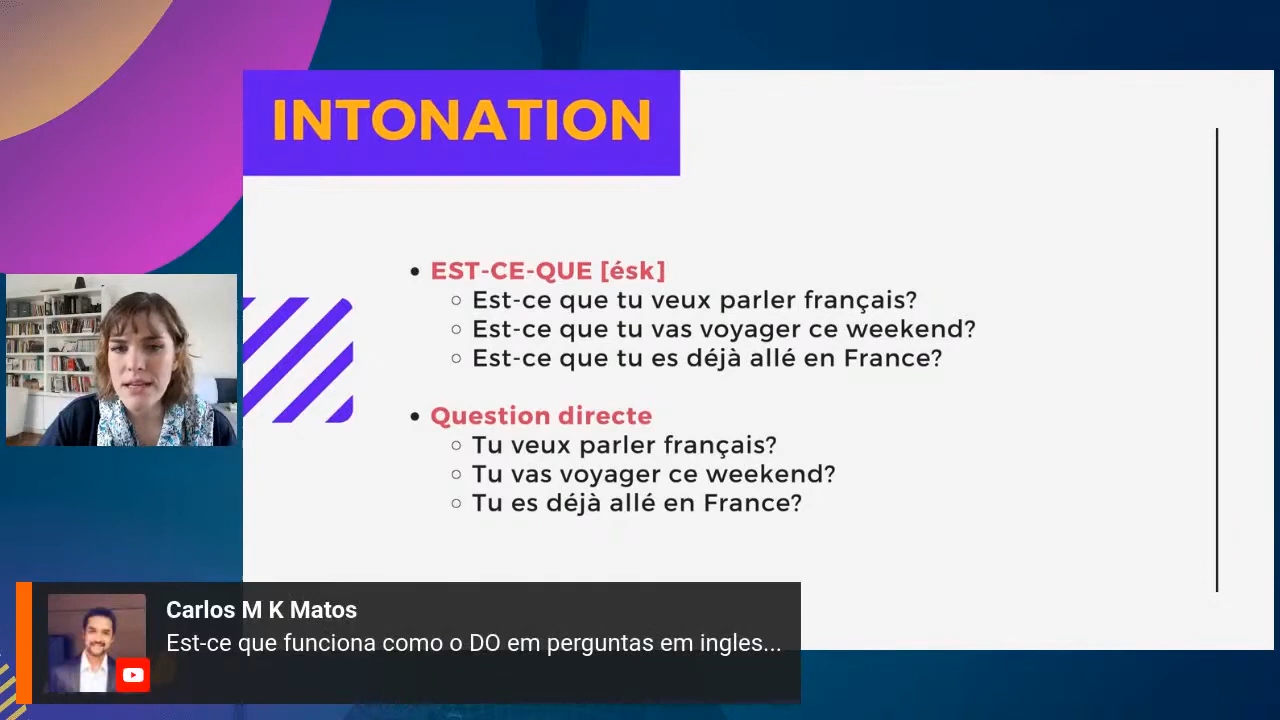 INTONATION
EST-CE-QUE [ésk]
Est-ce que tu veux parler français?
Est-ce que tu vas voyager ce weekend?
Est-ce que tu es déjà allé en France?
Question directe
Tu veux parler français?
Tu vas voyager ce weekend?
Tu es déjà allé en France?
Carlos M K Matos
Est-ce que funciona como o DO em perguntas em ingles...